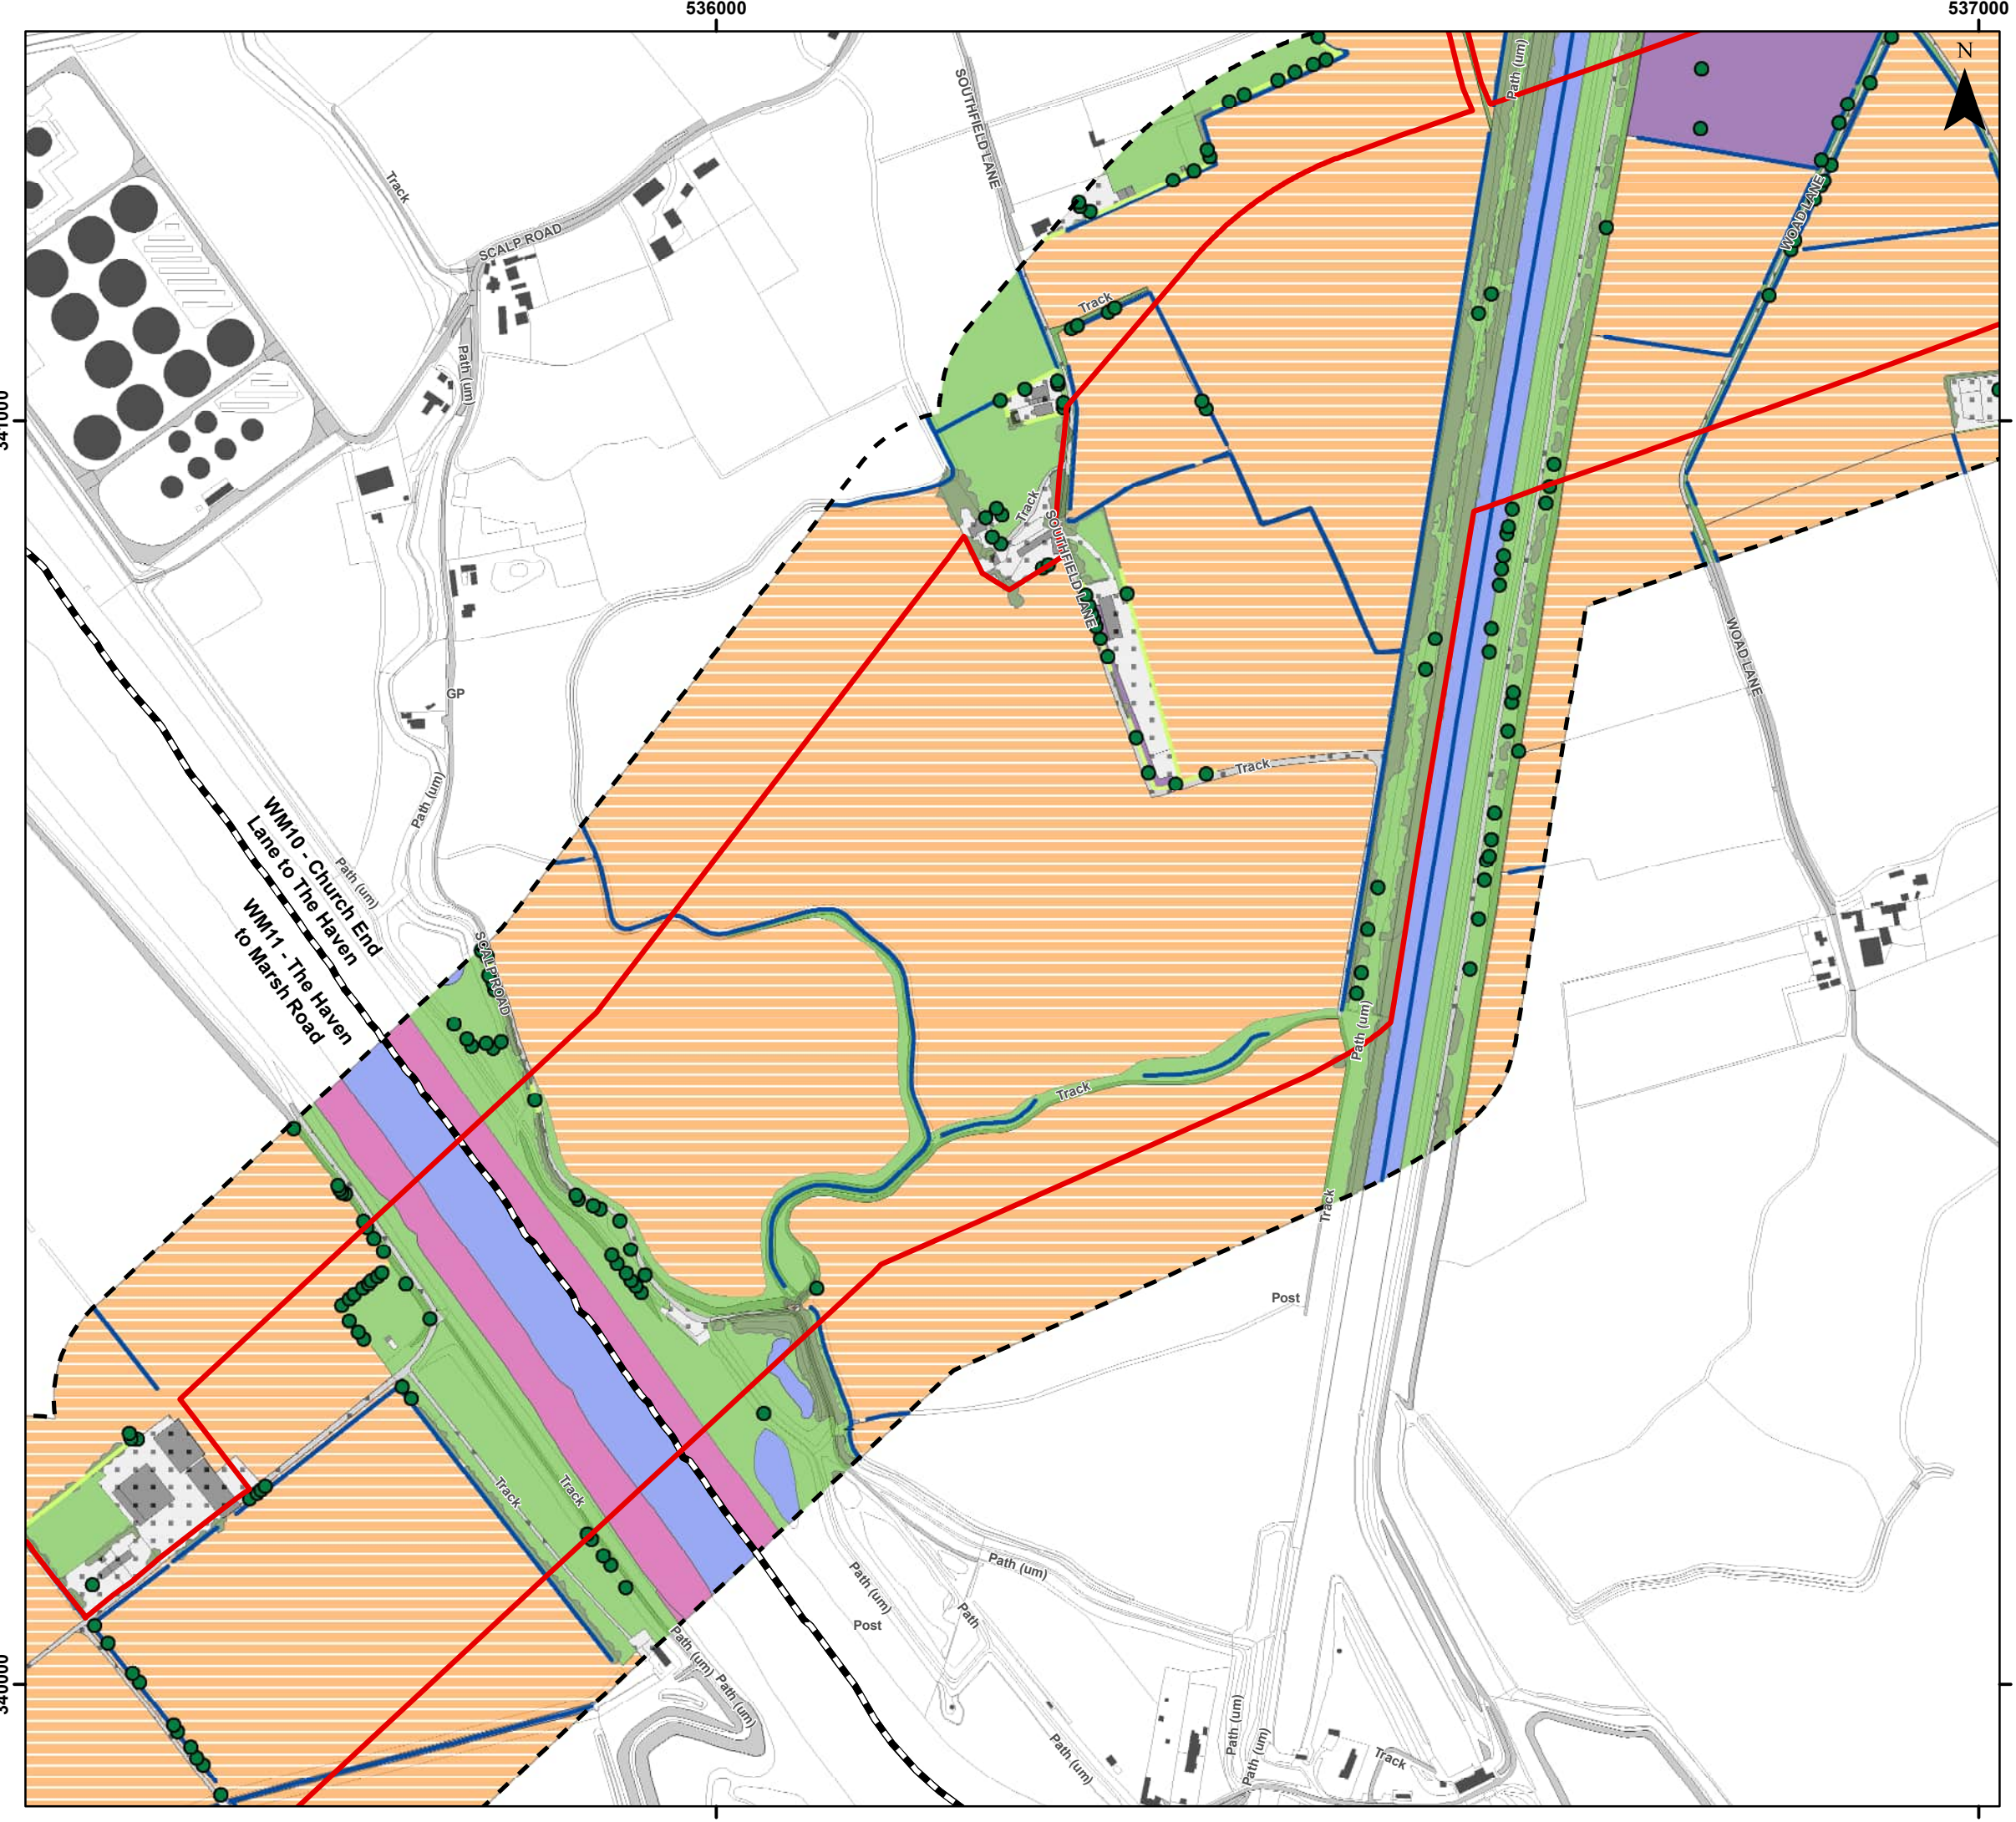 536000
537000
N
Path (um)
SOUTHFIELD LANE
Track
SCALP ROAD
WOAD LANE
Track
Path (um)
341000
Track
SOUTHFIELD LANE
WOAD LANE
GP
Track
Path (um)
WM10 - Church End
Lane to The Haven
Path (um)
WM11 - The Haven
to Marsh Road
SCALP ROAD
Path (um)
Track
Track
Post
Track
Track
Path (um)
Path (um)
Path
Post
Path (um)
340000
Path (um)
Path (um)
Path (um)
Path (um)
Track